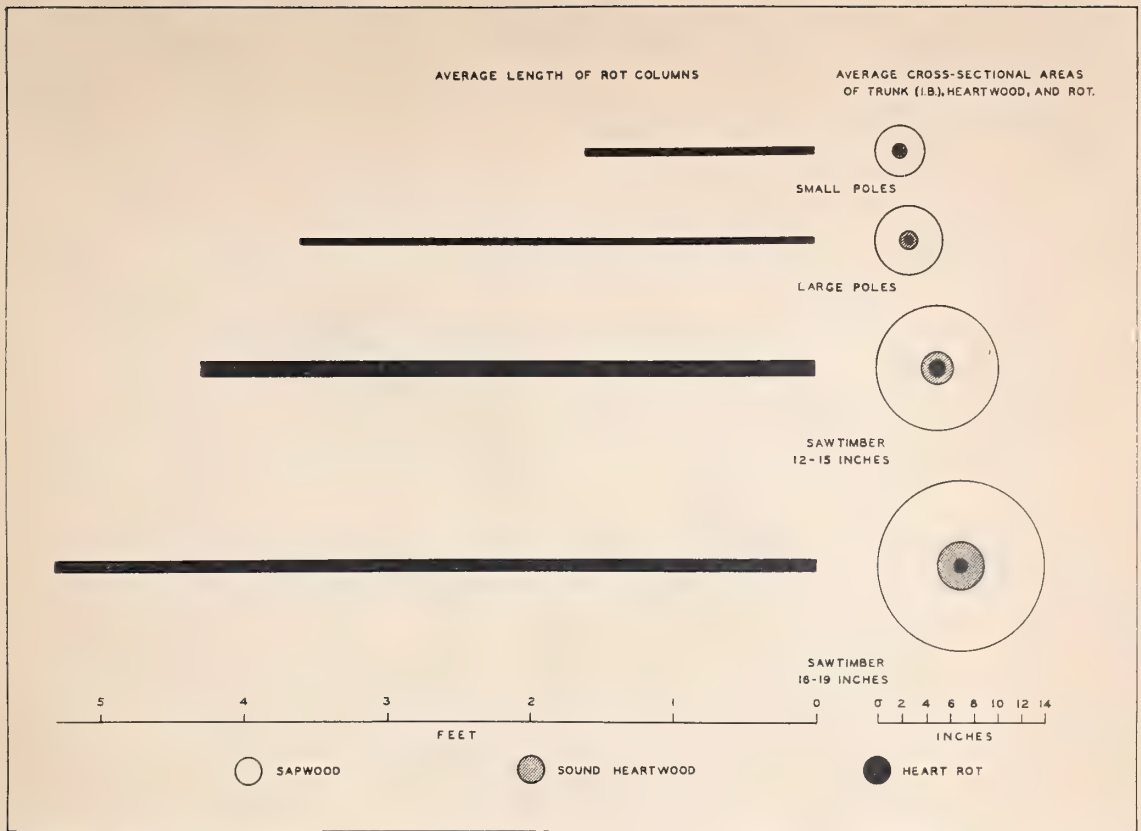 AVERAGE LENGTH OF ROT COLUMNS
AVERAGE CROSS-SECTIONAL AREAS
OF TRUNK (I.B.), HEARTWOOD, AND ROT.
SMALL POLES
LARGE POLES
SAWTIMBER
12-15 INCHES
SAWTIMBER
16-19 INCHES
5 4 3 2 1 0
FEET
0 2 4 6 8 10 12 14
INCHES
SAPWOOD
SOUND HEARTWOOD
HEART ROT